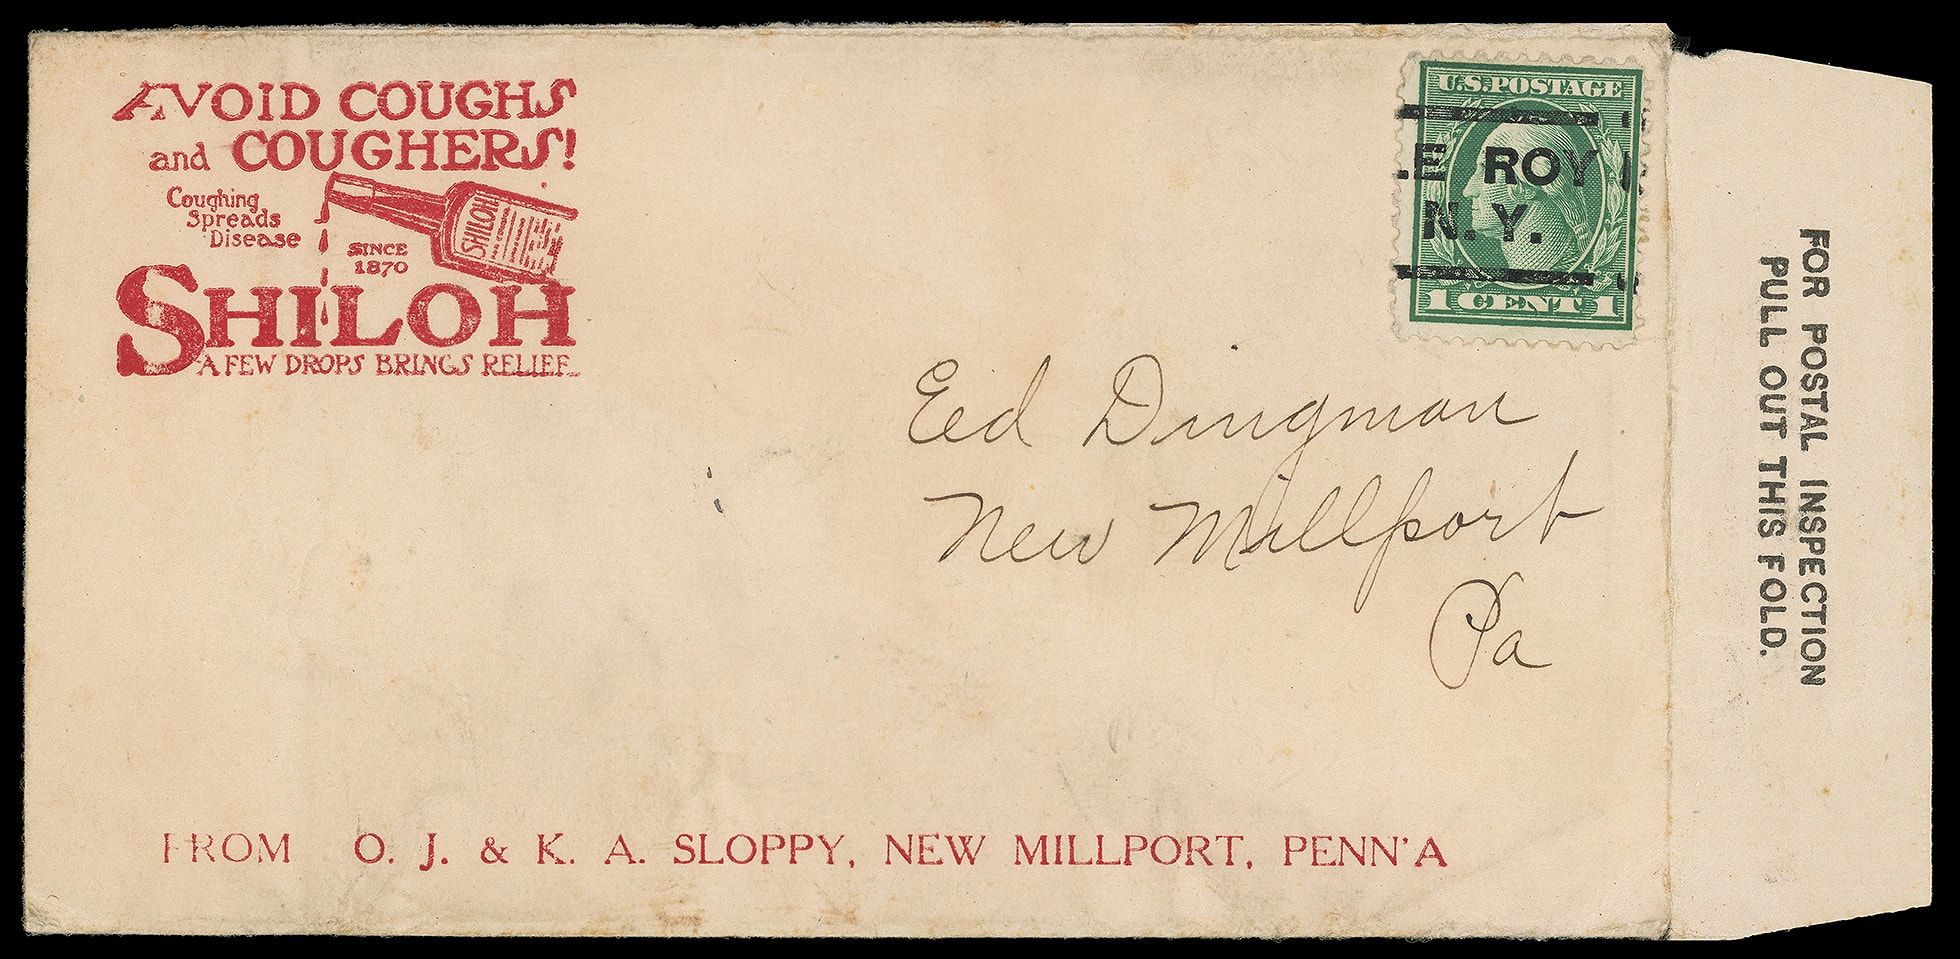 AVOID COUGHS
and COUGHERS!
Coughing
Spreads
Disease
SINCE
1870
SHILOH
SHILOH
A FEW DROPS BRINGS RELIEF
U.S. POSTAGE
LE ROY
N.Y.
1 CENT 1
Ed Dingman
New Millport
Pa
FROM O. J. & K. A. SLOPPY, NEW MILLPORT, PENN'A
FOR POSTAL INSPECTION
PULL OUT THIS FOLD.